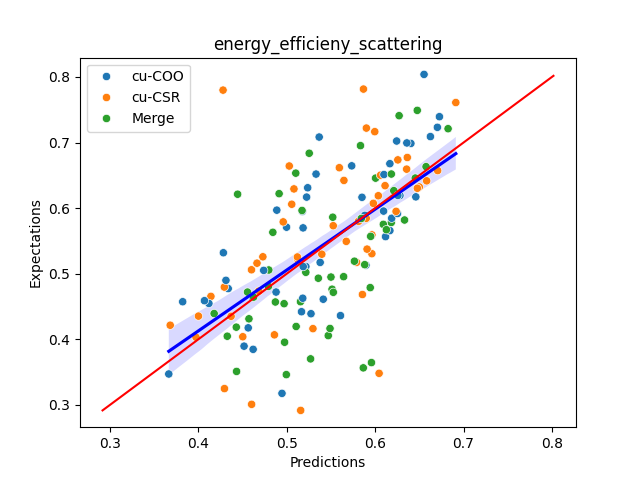 energy_efficieny_scattering
cu-COO
cu-CSR
Merge
Expectations
0.8
0.7
0.6
0.5
0.4
0.3
0.3 0.4 0.5 0.6 0.7 0.8
Predictions